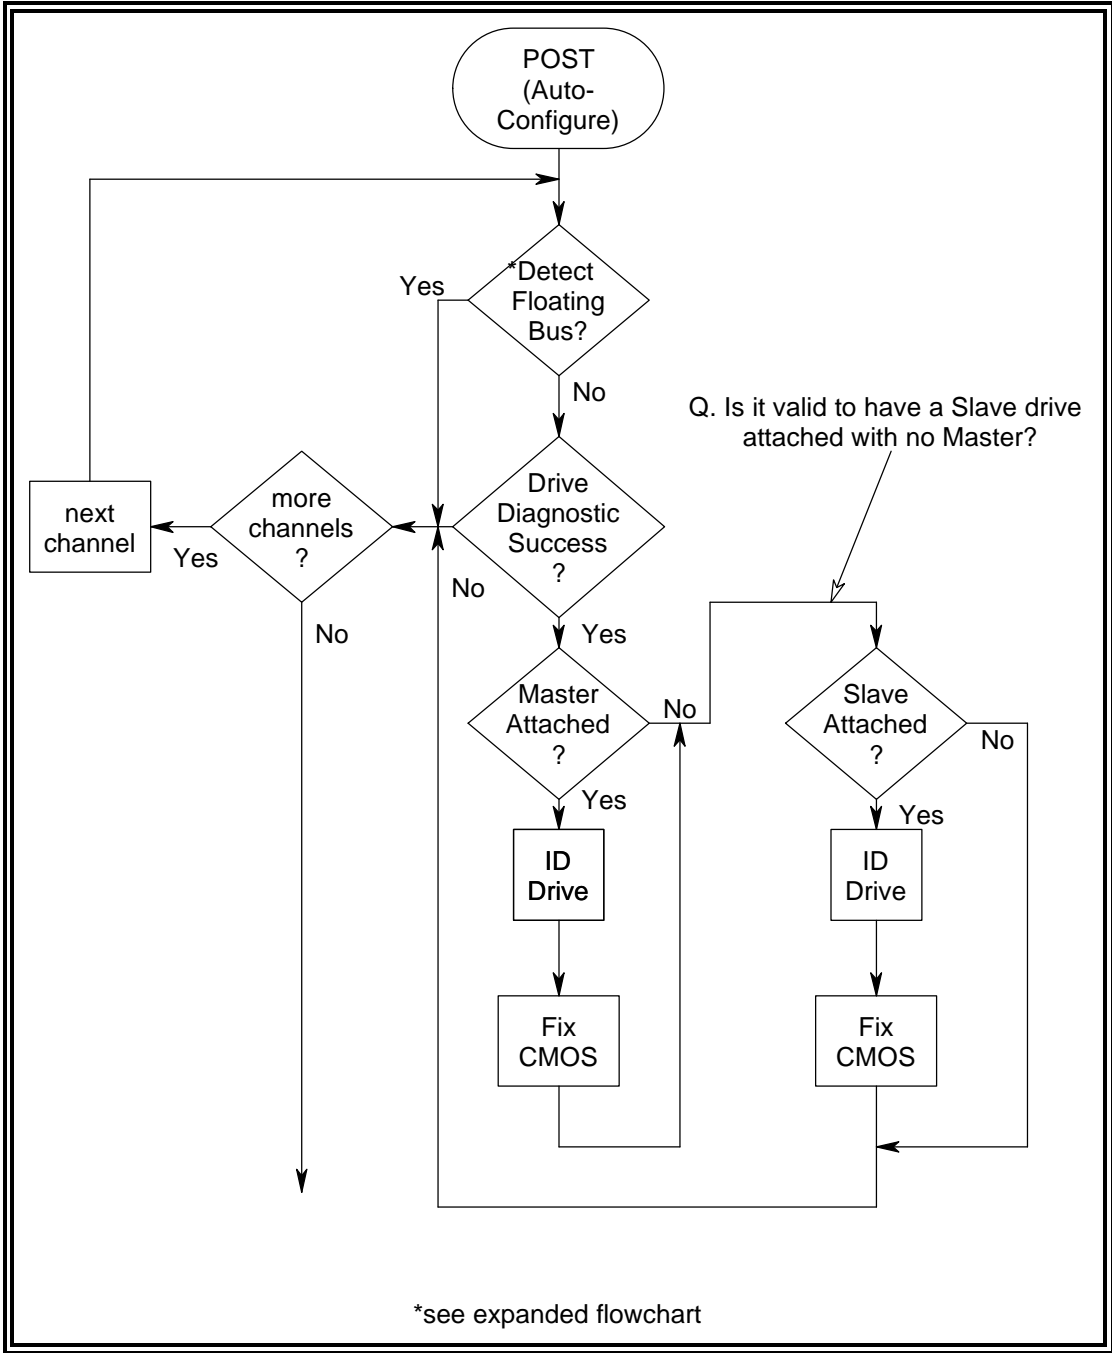 POST
(Auto-
Configure)
*Detect
Floating
Bus?
Yes
No
Q. Is it valid to have a Slave drive
attached with no Master?
next
channel
Yes
more
channels
?
No
Drive
Diagnostic
Success
?
No
Yes
Master
Attached
?
No
Yes
Slave
Attached
?
No
Yes
ID
Drive
ID
Drive
Fix
CMOS
Fix
CMOS
*see expanded flowchart